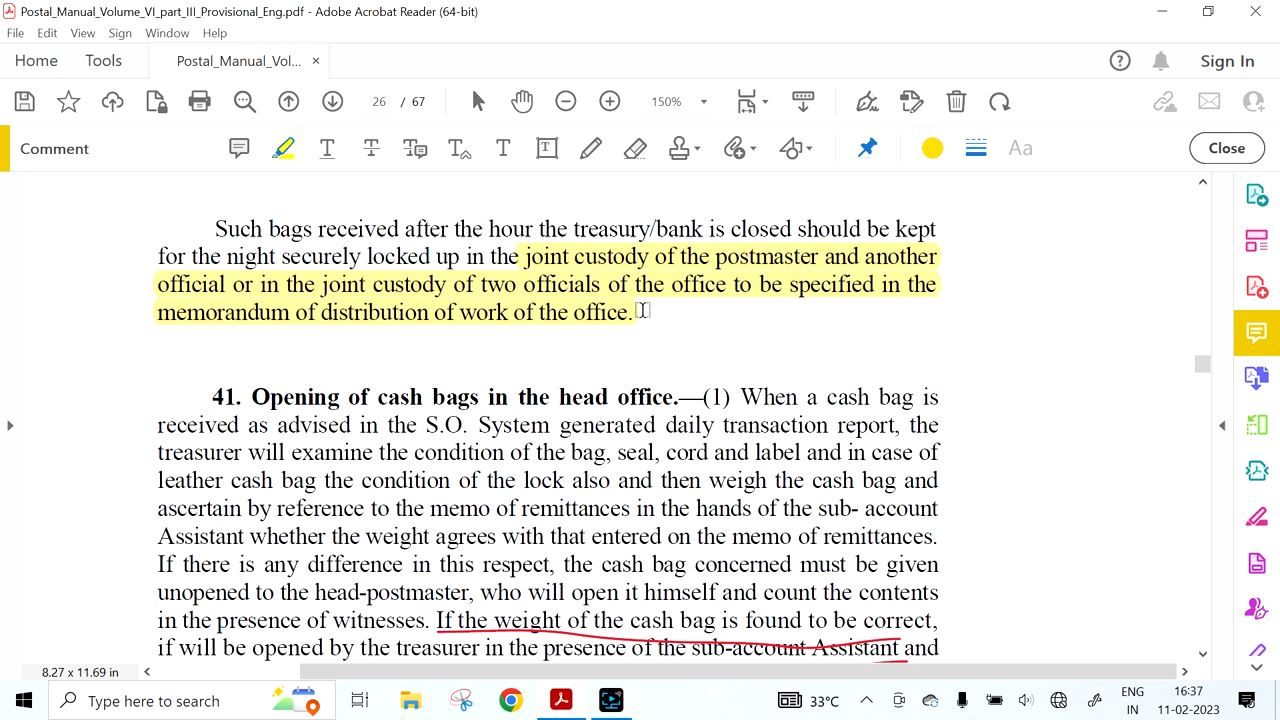 Postal_Manual_Volume_VI_part_III_Provisional_Eng.pdf - Adobe Acrobat Reader (64-bit)
File Edit View Sign Window Help
Home Tools Postal_Manual_Vol... × Sign In
26 / 67 150%
Comment Aa Close
Such bags received after the hour the treasury/bank is closed should be kept
for the night securely locked up in the joint custody of the postmaster and another
official or in the joint custody of two officials of the office to be specified in the
memorandum of distribution of work of the office.
41. Opening of cash bags in the head office.—(1) When a cash bag is
received as advised in the S.O. System generated daily transaction report, the
treasurer will examine the condition of the bag, seal, cord and label and in case of
leather cash bag the condition of the lock also and then weigh the cash bag and
ascertain by reference to the memo of remittances in the hands of the sub- account
Assistant whether the weight agrees with that entered on the memo of remittances.
If there is any difference in this respect, the cash bag concerned must be given
unopened to the head-postmaster, who will open it himself and count the contents
in the presence of witnesses. If the weight of the cash bag is found to be correct,
if will be opened by the treasurer in the presence of the sub-account Assistant and
8.27 x 11.69 in
Type here to search
33°C
ENG
IN
16:37
11-02-2023